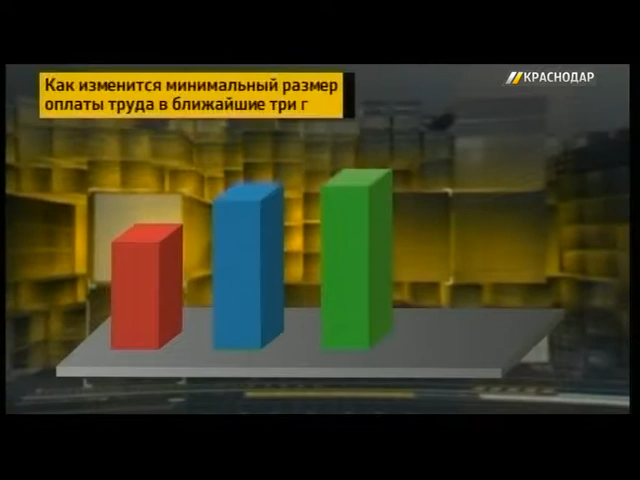 Как изменится минимальный размер
оплаты труда в ближайшие три г
КРАСНОДАР